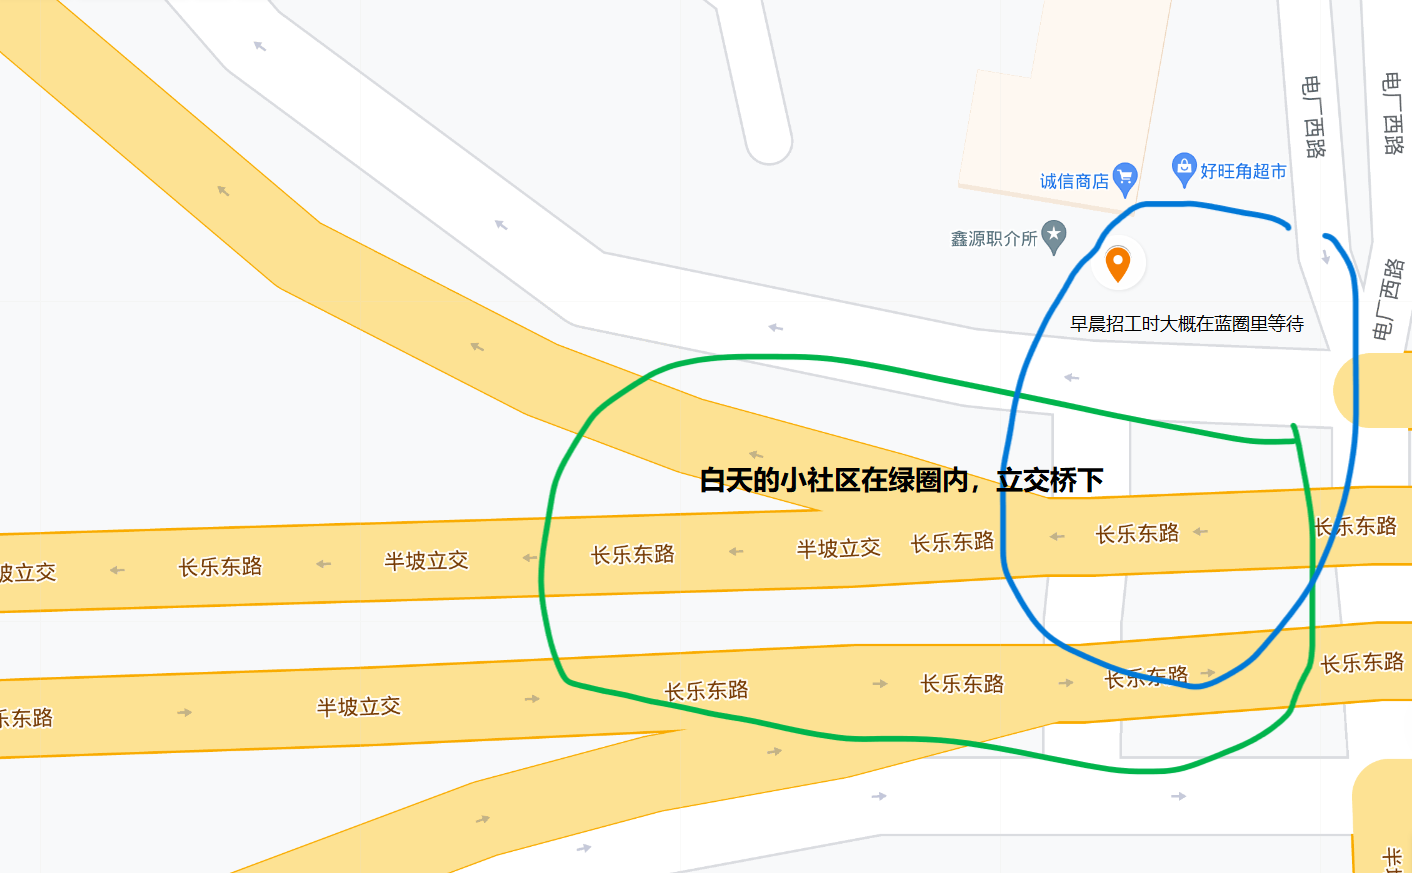 电厂西路
电厂西路
诚信商店
好旺角超市
鑫源职介所
电厂西路
早晨招工时大概在蓝圈里等待
白天的小社区在绿圈内，立交桥下
长乐东路
长乐东路
长乐东路
半坡立交
长乐东路
半坡立交
长乐东路
坡立交
长乐东路
长乐东路
长乐东路
长乐东路
半坡立交
乐东路